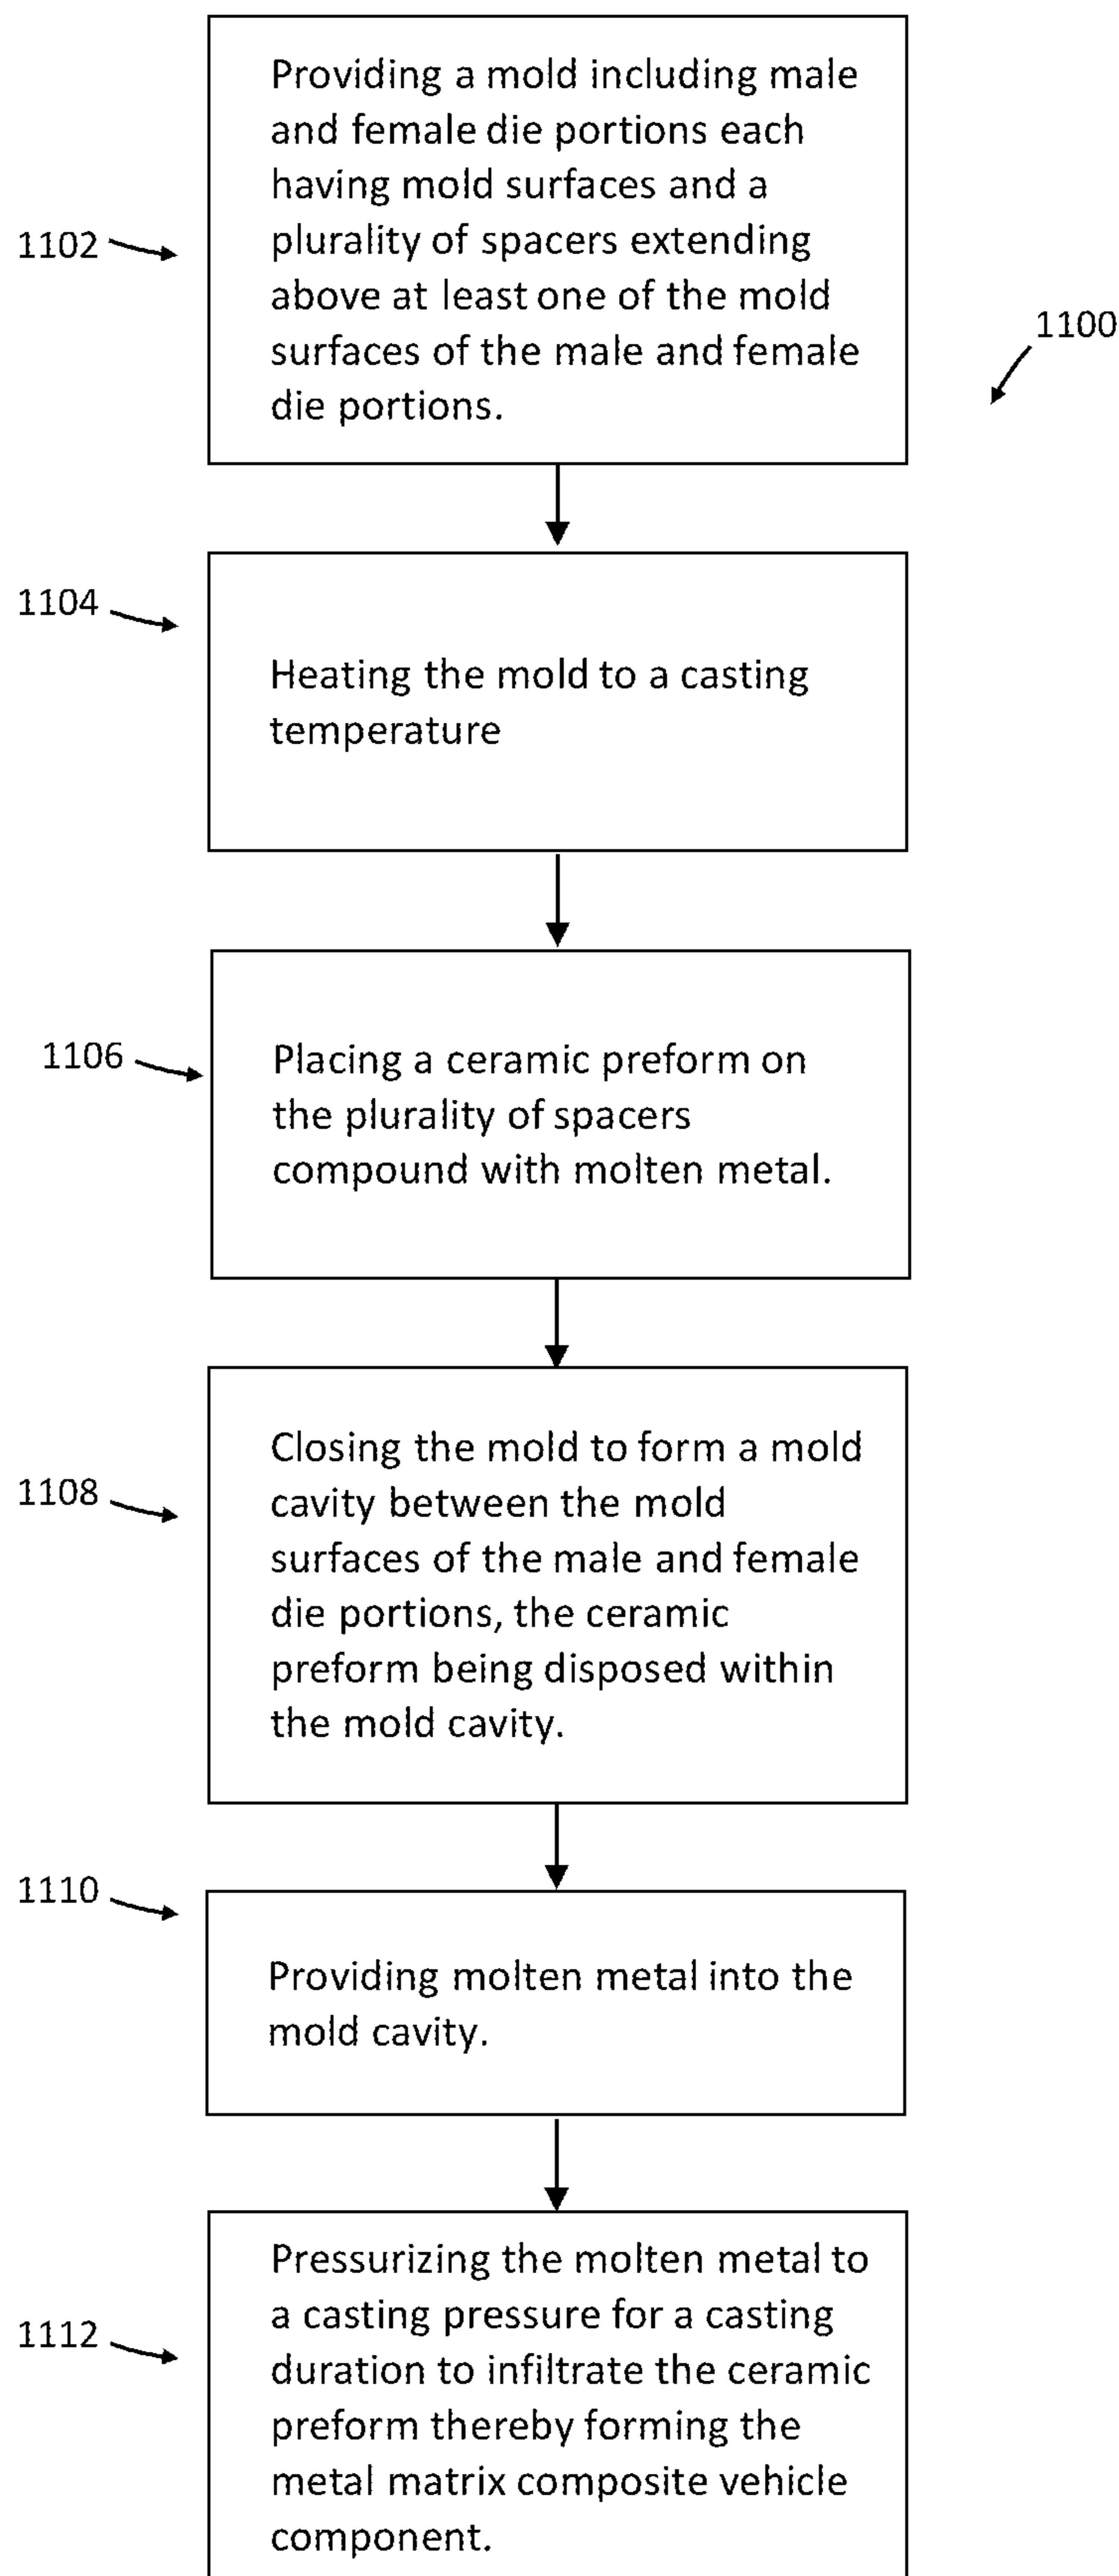 Providing a mold including male
and female die portions each
having mold surfaces and a
1102
plurality of spacers extending
above at least one of the mold
surfaces of the male and female
die portions.
1100
1104
Heating the mold to a casting
temperature
1106
Placing a ceramic preform on
the plurality of spacers
compound with molten metal.
Closing the mold to form a mold
cavity between the mold
1108
surfaces of the male and female
die portions, the ceramic
preform being disposed within
the mold cavity.
1110
Providing molten metal into the
mold cavity.
Pressurizing the molten metal to
a casting pressure for a casting
1112
duration to infiltrate the ceramic
preform thereby forming the
metal matrix composite vehicle
component.